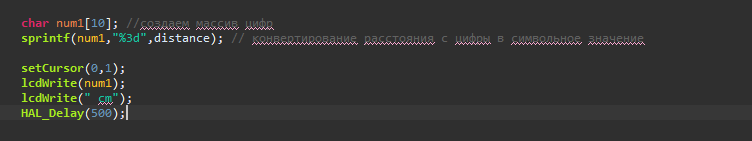 char num1[10]; //создаем массив цифр
sprintf(num1,"%3d",distance); // конвертирование расстояния с цифры в символьное значение
setCursor(0,1);
lcdWrite(num1);
lcdWrite(" cm");
HAL_Delay(500);